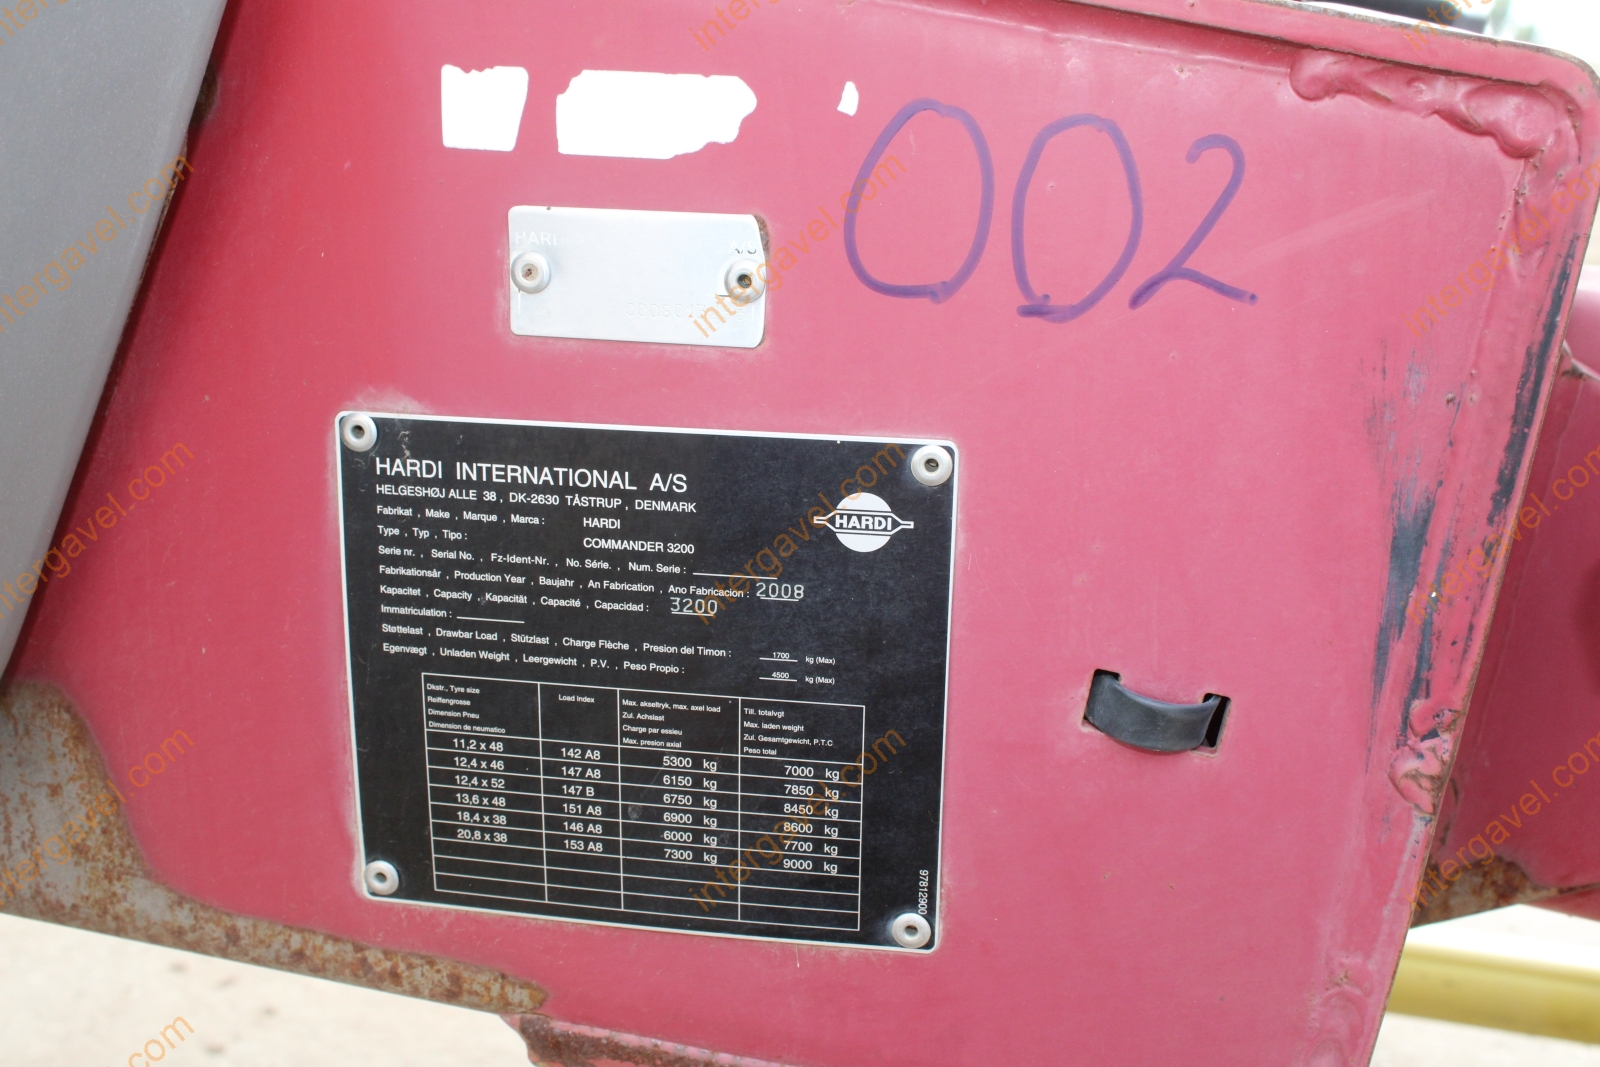 002
HARDI
A/S
HARDI INTERNATIONAL A/S
HELGESHØJ ALLE 38 , DK-2630 TÅSTRUP , DENMARK
Fabrikat , Make , Marque , Marca : HARDI
Type , Typ , Tipo : COMMANDER 3200
Serie nr. , Serial No. , Fz-Ident-Nr. , No. Série. , Num. Serie :
Fabrikationsår , Production Year , Baujahr , An Fabrication , Ano Fabricacion : 2008
Kapacitet , Capacity , Kapacität , Capacité , Capacidad : 3200
Immatriculation :
Støttelast , Drawbar Load , Stützlast , Charge Flèche , Presion del Timon : 1700 kg (Max)
Egenvægt , Unladen Weight , Leergewicht , P.V. , Peso Propio : 4500 kg (Max)
HARDI
Dkstr., Tyre size
Reiffengrosse
Dimension Pneu
Dimension de neumatico
Load Index
Max. akseltryk, max. axel load
Zul. Achslast
Charge par essieu
Max. presion axial
Till. totalvgt
Max. laden weight
Zul. Gesamtgewicht, P.T.C
Peso total
11,2 x 48 142 A8 5300 kg 7000 kg
12,4 x 46 147 A8 6150 kg 7850 kg
12,4 x 52 147 B 6750 kg 8450 kg
13,6 x 48 151 A8 6900 kg 8600 kg
18,4 x 38 146 A8 6000 kg 7700 kg
20,8 x 38 153 A8 7300 kg 9000 kg
97812900
intergavel.com